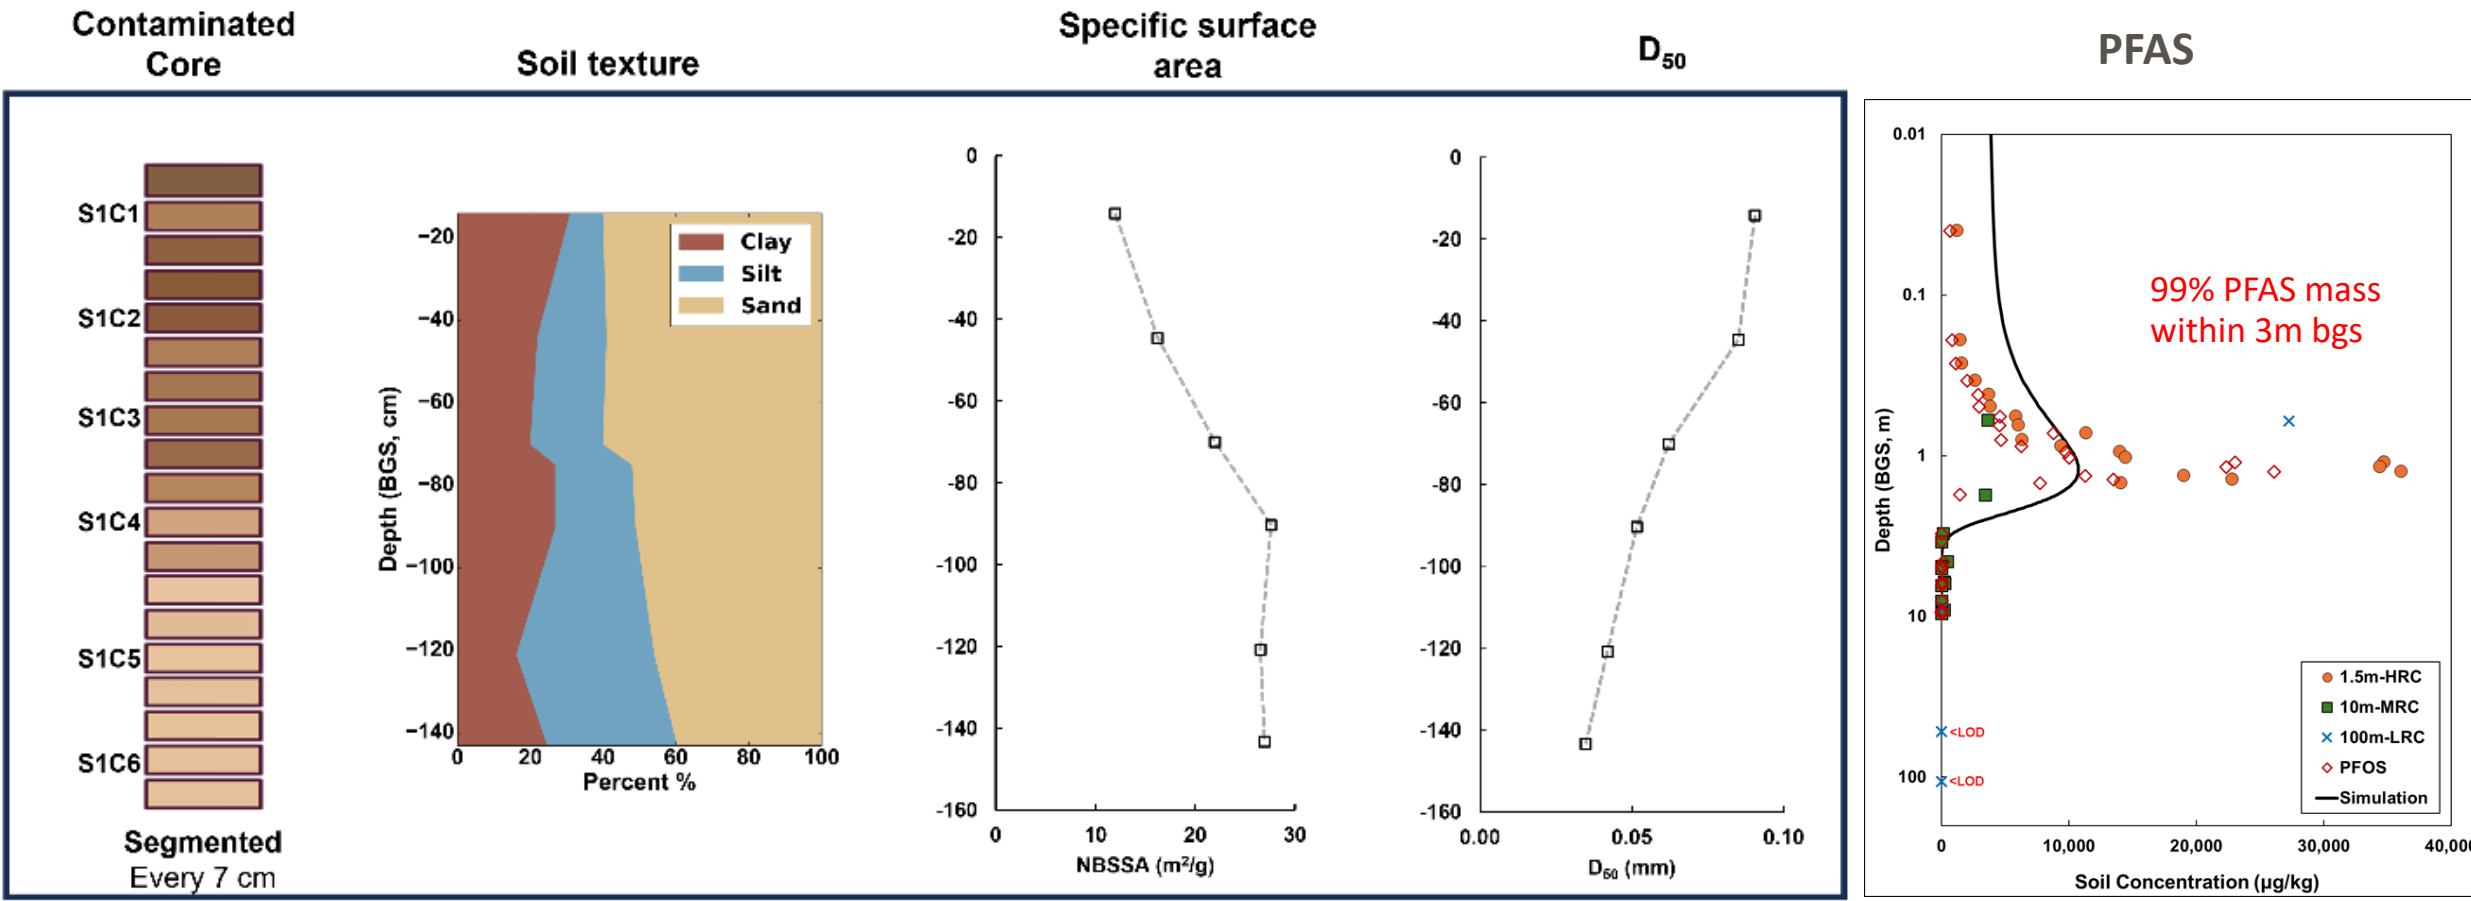 Contaminated
Core
Soil texture
Specific surface
area
D50
PFAS
S1C1
S1C2
S1C3
S1C4
S1C5
S1C6
Segmented
Every 7 cm
Depth (BGS, cm)
−20
−40
−60
−80
−100
−120
−140
Clay
Silt
Sand
0 20 40 60 80 100
Percent %
0
-20
-40
-60
-80
-100
-120
-140
-160
0 10 20 30
NBSSA (m²/g)
0
-20
-40
-60
-80
-100
-120
-140
-160
0.00 0.05 0.10
D50 (mm)
Depth (BGS, m)
0.01
0.1
1
10
100
99% PFAS mass
within 3m bgs
<LOD
<LOD
1.5m-HRC
10m-MRC
100m-LRC
PFOS
Simulation
0 10,000 20,000 30,000 40,000
Soil Concentration (µg/kg)